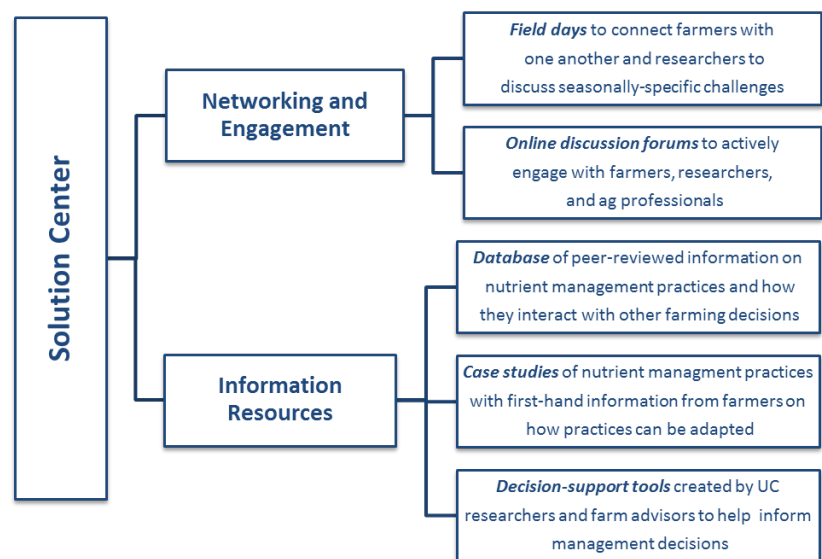 Solution Center
Networking and
Engagement
Field days to connect farmers with
one another and researchers to
discuss seasonally-specific challenges
Online discussion forums to actively
engage with farmers, researchers,
and ag professionals
Information
Resources
Database of peer-reviewed information on
nutrient management practices and how
they interact with other farming decisions
Case studies of nutrient managment practices
with first-hand information from farmers on
how practices can be adapted
Decision-support tools created by UC
researchers and farm advisors to help inform
management decisions